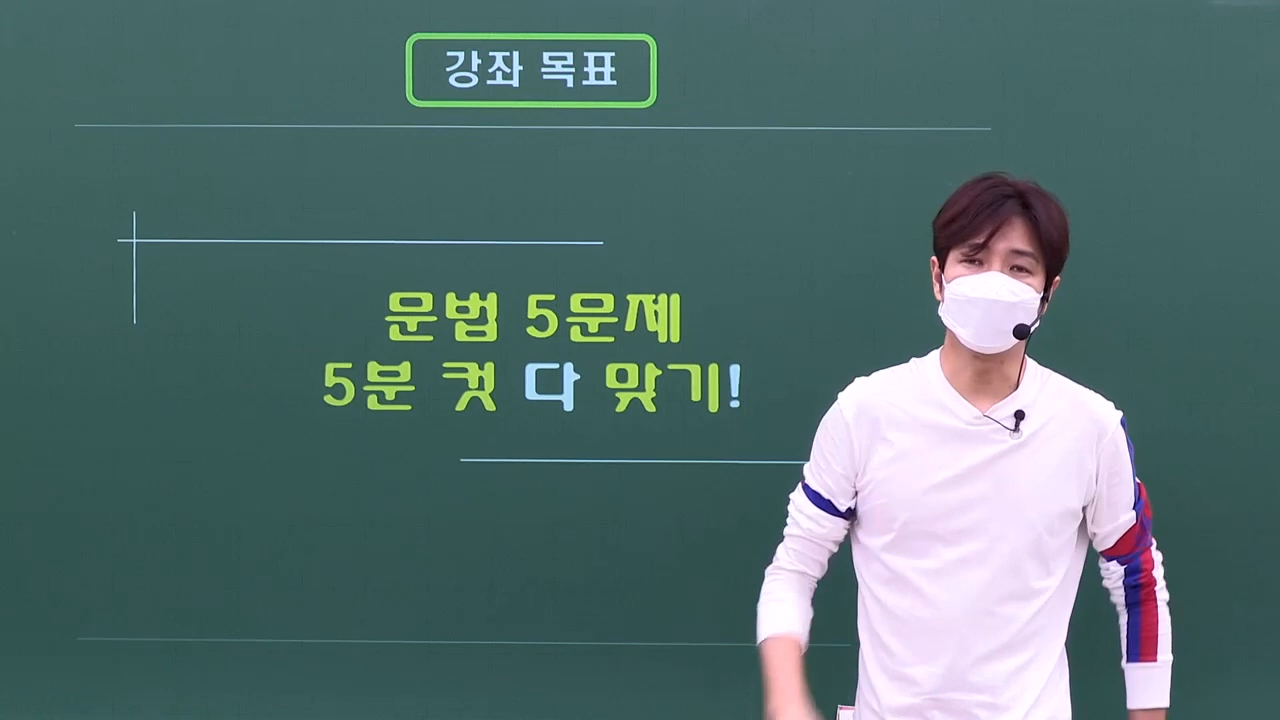 강좌 목표
문법 5문제
5분 컷 다 맞기!